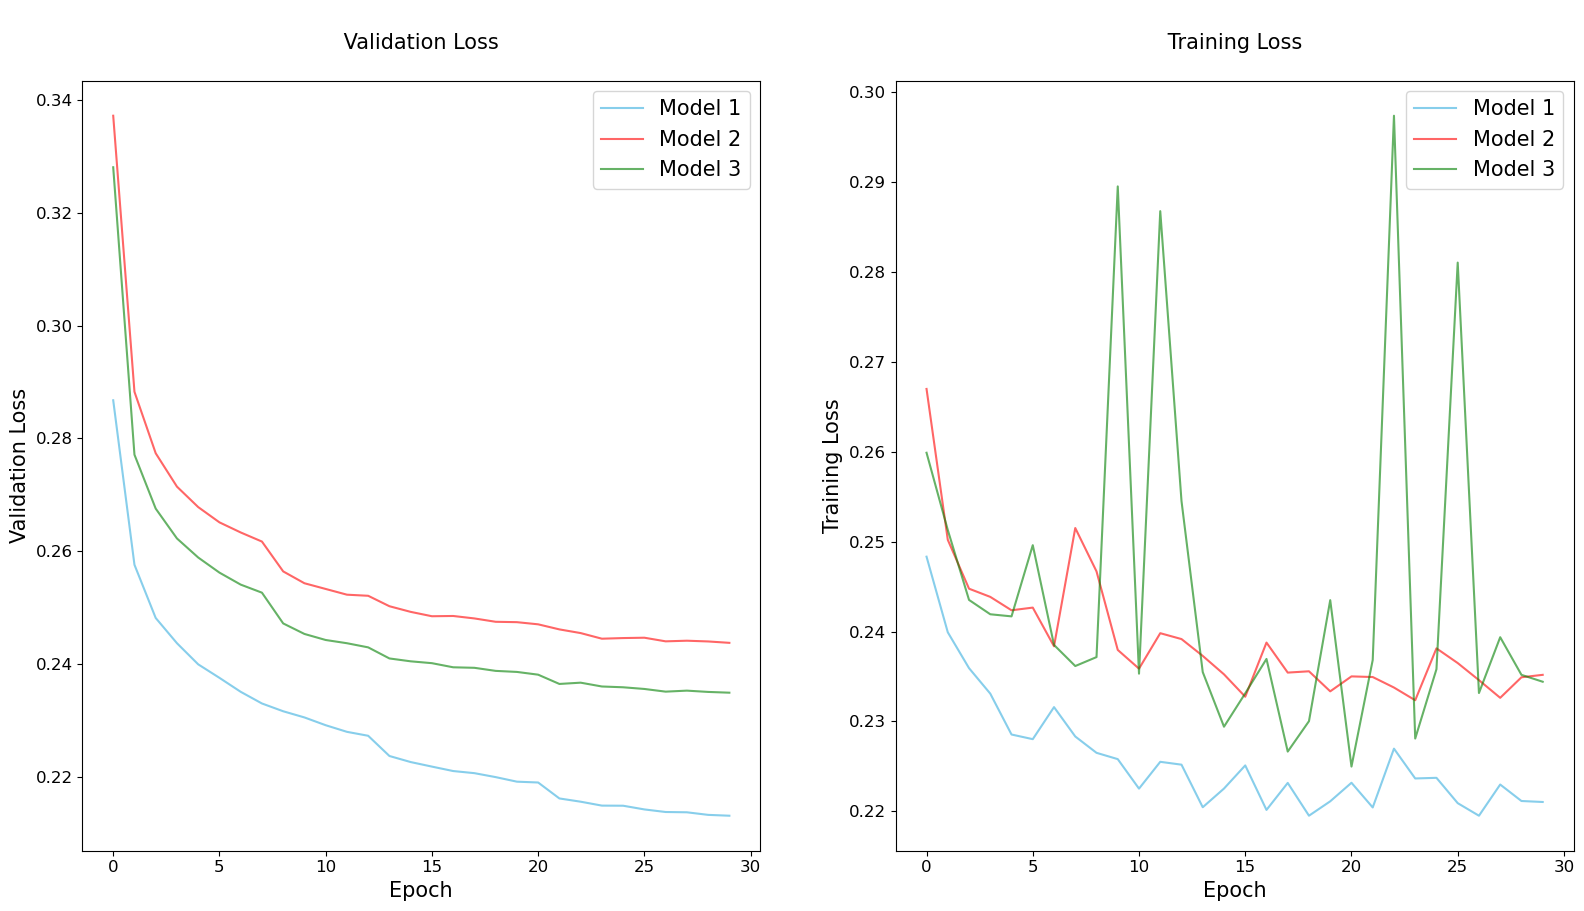 Validation Loss
0.34
0.32
0.30
0.28
0.26
0.24
0.22
Validation Loss
Model 1
Model 2
Model 3
0 5 10 15 20 25 30
Epoch
Training Loss
0.30
0.29
0.28
0.27
0.26
0.25
0.24
0.23
0.22
Training Loss
Model 1
Model 2
Model 3
0 5 10 15 20 25 30
Epoch